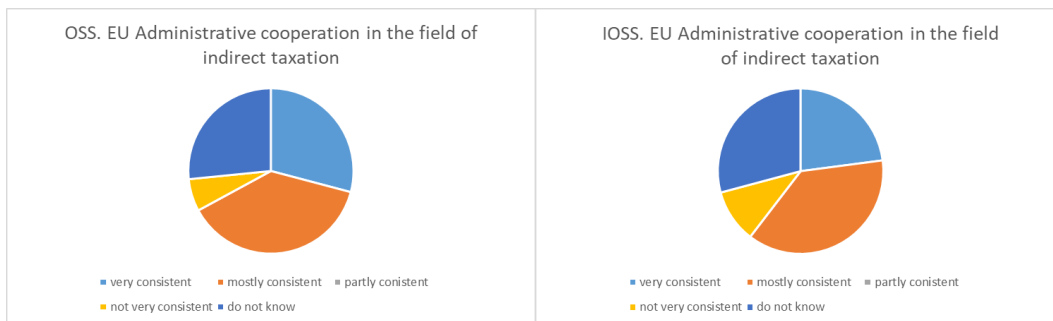 OSS. EU Administrative cooperation in the field of
indirect taxation
very consistent mostly consistent partly conistent
not very consistent do not know
IOSS. EU Administrative cooperation in the field
of indirect taxation
very consistent mostly consistent partly conistent
not very consistent do not know